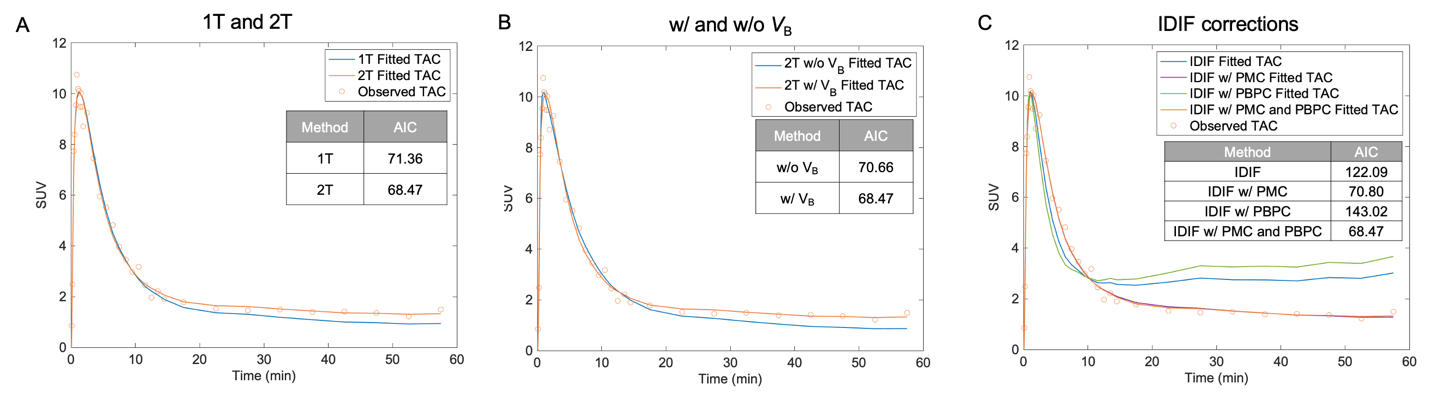 A
1T and 2T
12
10
8
6
4
2
0
SUV
0 10 20 30 40 50 60
Time (min)
1T Fitted TAC
2T Fitted TAC
Observed TAC
Method AIC
1T 71.36
2T 68.47
B
w/ and w/o VB
12
10
8
6
4
2
0
SUV
0 10 20 30 40 50 60
Time (min)
2T w/o VB Fitted TAC
2T w/ VB Fitted TAC
Observed TAC
Method AIC
w/o VB 70.66
w/ VB 68.47
C
IDIF corrections
12
10
8
6
4
2
0
SUV
0 10 20 30 40 50 60
Time (min)
IDIF Fitted TAC
IDIF w/ PMC Fitted TAC
IDIF w/ PBPC Fitted TAC
IDIF w/ PMC and PBPC Fitted TAC
Observed TAC
Method AIC
IDIF 122.09
IDIF w/ PMC 70.80
IDIF w/ PBPC 143.02
IDIF w/ PMC and PBPC 68.47